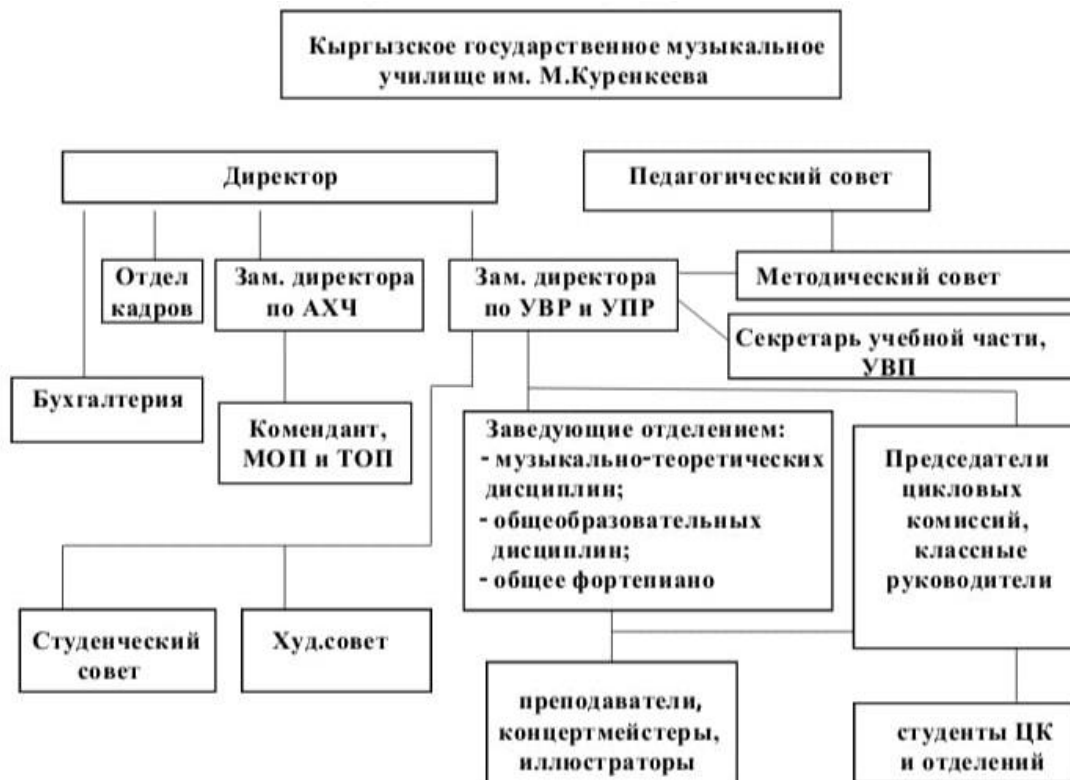 Кыргызское государственное музыкальное
училище им. М.Куренкеева
Директор
Педагогический совет
Отдел
кадров
Зам. директора
по АХЧ
Зам. директора
по УВР и УПР
Методический совет
Секретарь учебной части,
УВП
Бухгалтерия
Комендант,
МОП и ТОП
Заведующие отделением:
- музыкально-теоретических
дисциплин;
- общеобразовательных
дисциплин;
- общее фортепиано
Председатели
цикловых
комиссий,
классные
руководители
Студенческий
совет
Худ.совет
преподаватели,
концертмейстеры,
иллюстраторы
студенты ЦК
и отделений